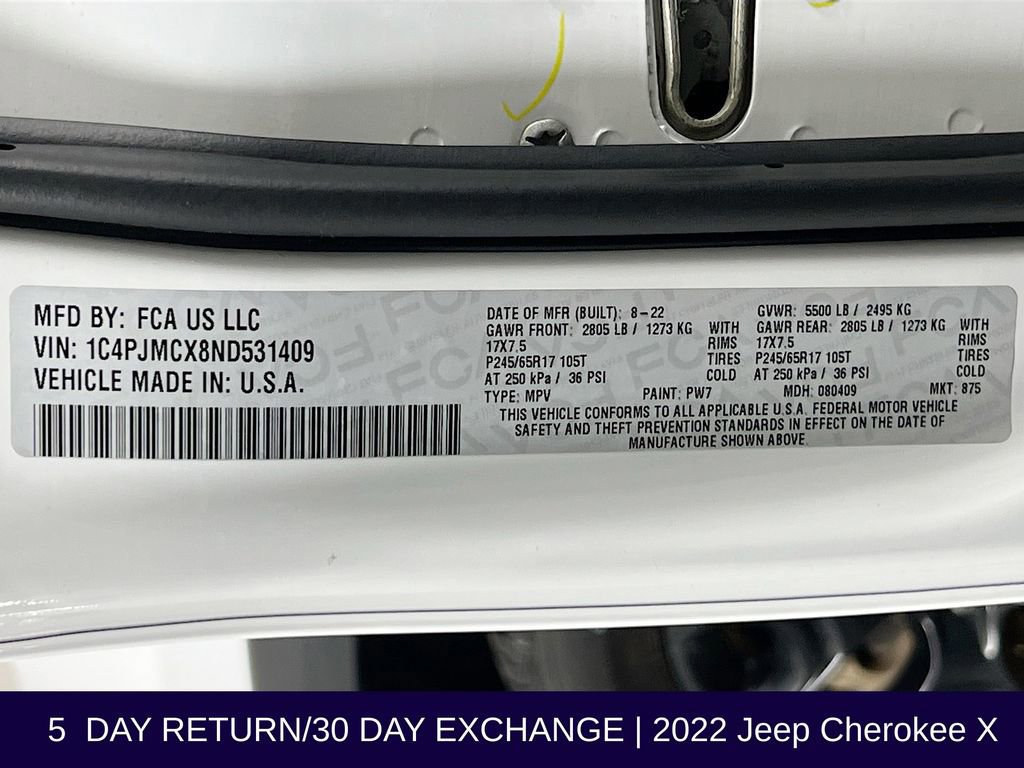 MFD BY: FCA US LLC
VIN: 1C4PJMCX8ND531409
VEHICLE MADE IN: U.S.A.
DATE OF MFR (BUILT): 8-22
GVWR: 5500 LB / 2495 KG
GAWR FRONT: 2805 LB / 1273 KG WITH
17X7.5 RIMS
P245/65R17 105T TIRES
AT 250 kPa / 36 PSI COLD
GAWR REAR: 2805 LB / 1273 KG WITH
17X7.5 RIMS
P245/65R17 105T TIRES
AT 250 kPa / 36 PSI COLD
TYPE: MPV PAINT: PW7 MDH: 080409 MKT: 875
THIS VEHICLE CONFORMS TO ALL APPLICABLE U.S.A. FEDERAL MOTOR VEHICLE
SAFETY AND THEFT PREVENTION STANDARDS IN EFFECT ON THE DATE OF
MANUFACTURE SHOWN ABOVE.
5 DAY RETURN/30 DAY EXCHANGE | 2022 Jeep Cherokee X